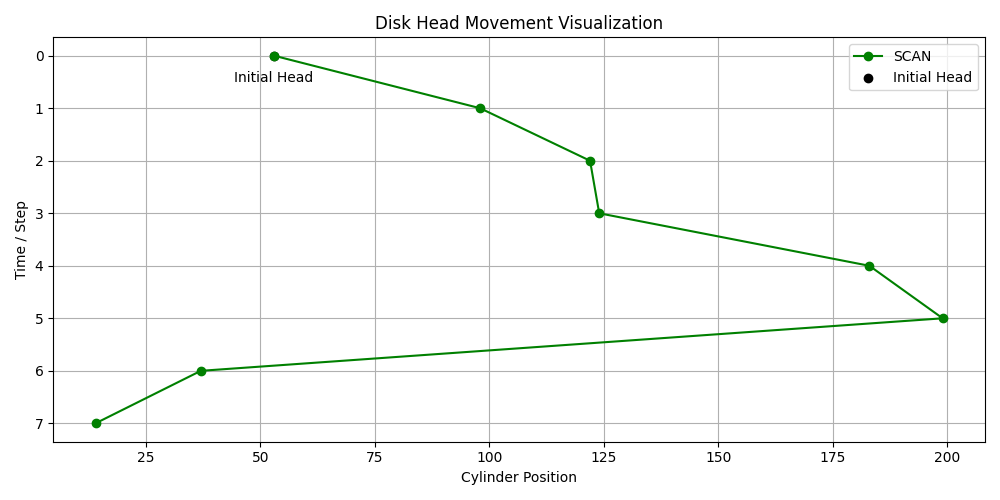 Disk Head Movement Visualization
SCAN
Initial Head
Initial Head
Time / Step
0
1
2
3
4
5
6
7
25 50 75 100 125 150 175 200
Cylinder Position